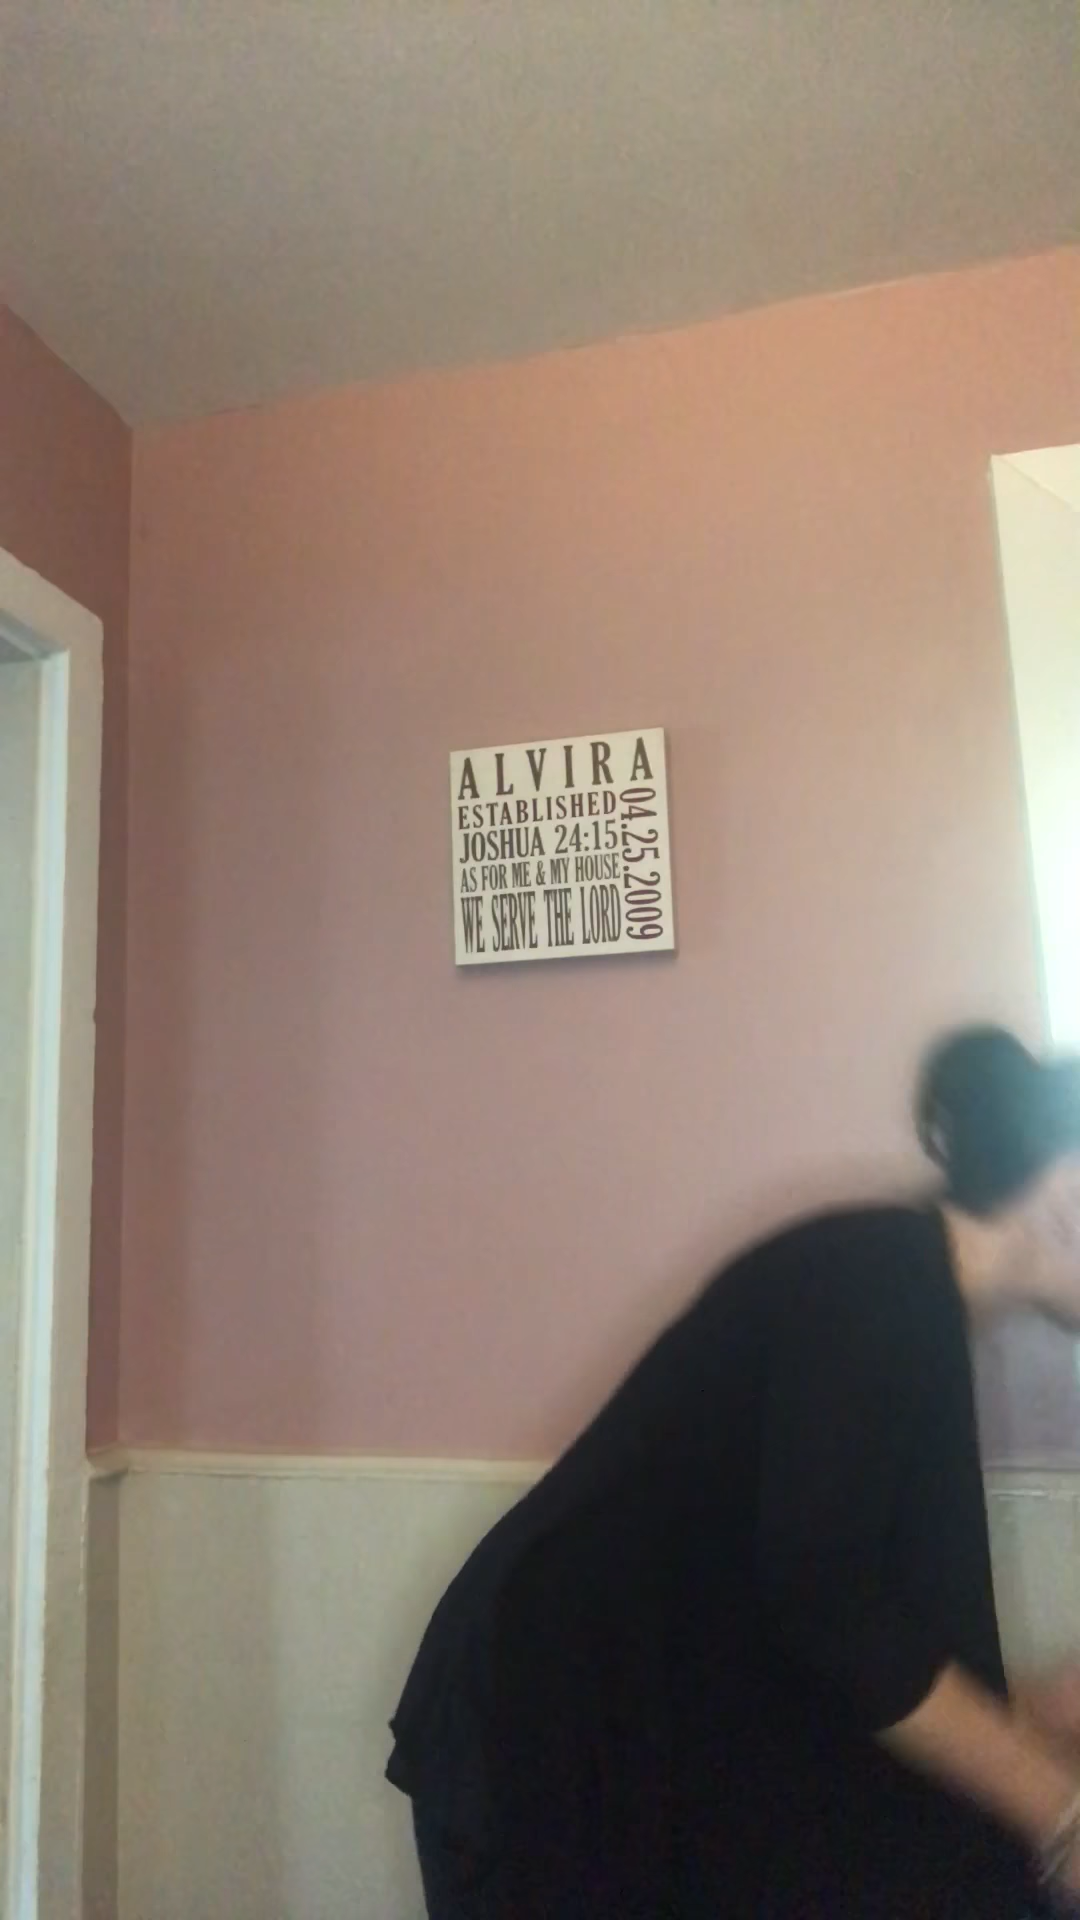 ALVIRA
ESTABLISHED
04.25.2009
JOSHUA 24:15
AS FOR ME & MY HOUSE
WE SERVE THE LORD